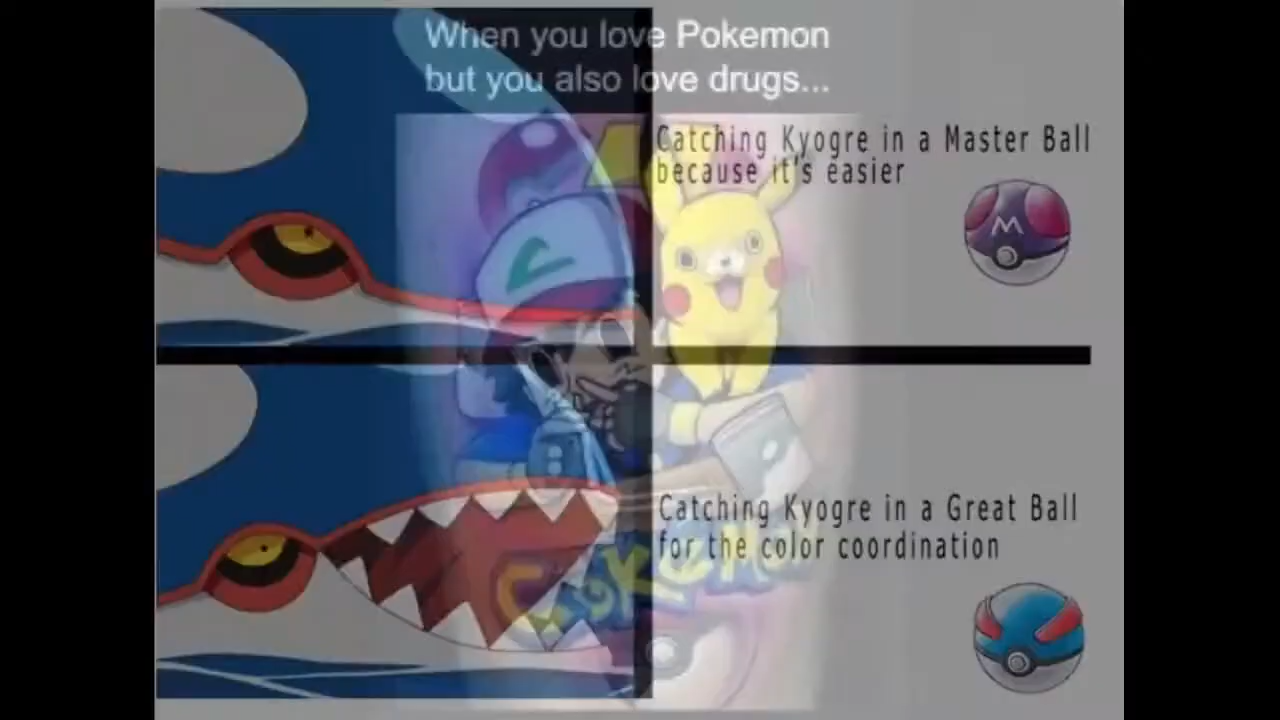 When you love Pokemon
but you also love drugs...
Catching Kyogre in a Master Ball
because it's easier
M
Catching Kyogre in a Great Ball
for the color coordination
CoKeMon